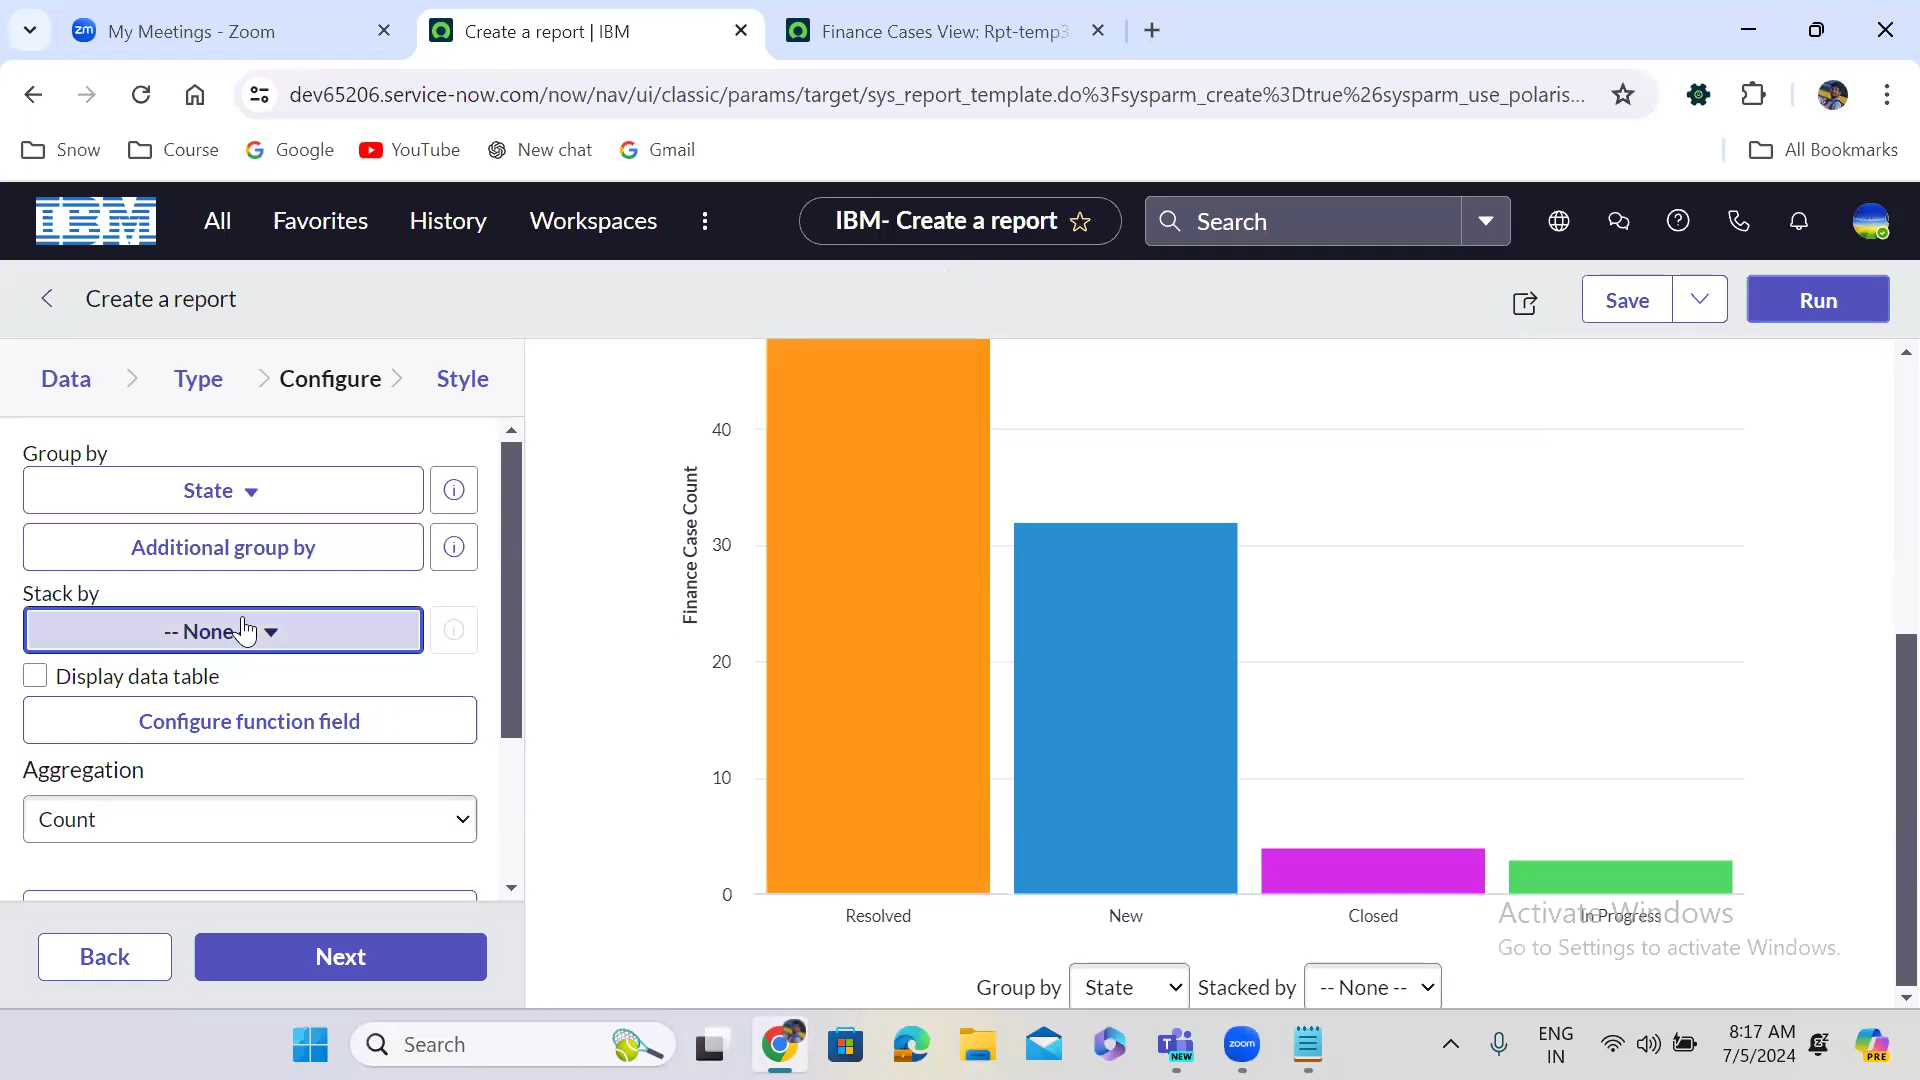 My Meetings - Zoom
Create a report | IBM
Finance Cases View: Rpt-temp3
dev65206.service-now.com/now/nav/ui/classic/params/target/sys_report_template.do%3Fsysparm_create%3Dtrue%26sysparm_use_polaris...
Snow
Course
Google
YouTube
New chat
Gmail
All Bookmarks
IBM
All
Favorites
History
Workspaces
IBM- Create a report
Search
Create a report
Save
Run
Data
Type
Configure
Style
Group by
State
Additional group by
Stack by
-- None
Display data table
Configure function field
Aggregation
Count
Back
Next
Finance Case Count
40
30
20
10
0
Resolved
New
Closed
In Progress
Activate Windows
Go to Settings to activate Windows.
Group by State Stacked by -- None --
Search
NEW
zoom
ENG
IN
8:17 AM
7/5/2024
PRE